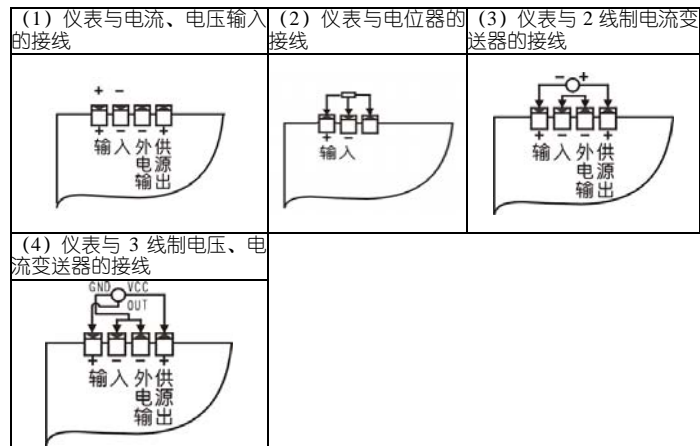 (1) 仪表与电流、电压输入
的接线
(2) 仪表与电位器的
接线
(3) 仪表与 2 线制电流变
送器的接线
+ −
+ − − +
输入 外供
电源
输出
+ −
输入
− +
+ − − +
输入 外供
电源
输出
(4) 仪表与 3 线制电压、电
流变送器的接线
GND VCC
OUT
+ − − +
输入 外供
电源
输出